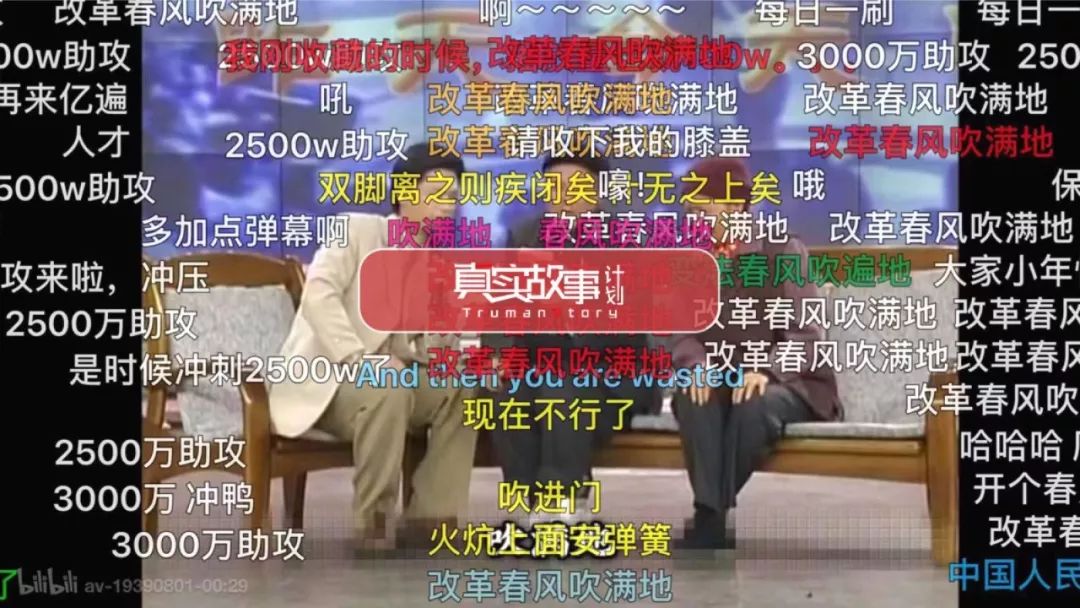 改革春风吹满地
啊～～～～～
每日一刷
每日一
我刚收藏的时候，
改革春风吹满地
00w助攻
3000万助攻
250
再来亿遍
吼
改革春风吹满地
改革春风吹满地
人才
2500w助攻
改革春风吹满地
请收下我的膝盖
改革春风吹满地
500w助攻
双脚离之则疾闭矣
嚎！
无之上矣
哦
保
多加点弹幕啊
吹满地
春风吹满地
改革春风吹满地
改革春风吹满地
攻来啦，冲压
真实故事计划
Truman Story
春风吹遍地
大家小年
2500万助攻
改革春风吹满地
改革春风
是时候冲刺2500w了
改革春风吹满地
改革春风吹满地
改革春风
And then you are wasted
现在不行了
改革春风吹
2500万助攻
哈哈哈
3000万 冲鸭
吹进门
开个春
3000万助攻
火炕上面安弹簧
改革春
bilibili av-19390801-00:29
改革春风吹满地
中国人民